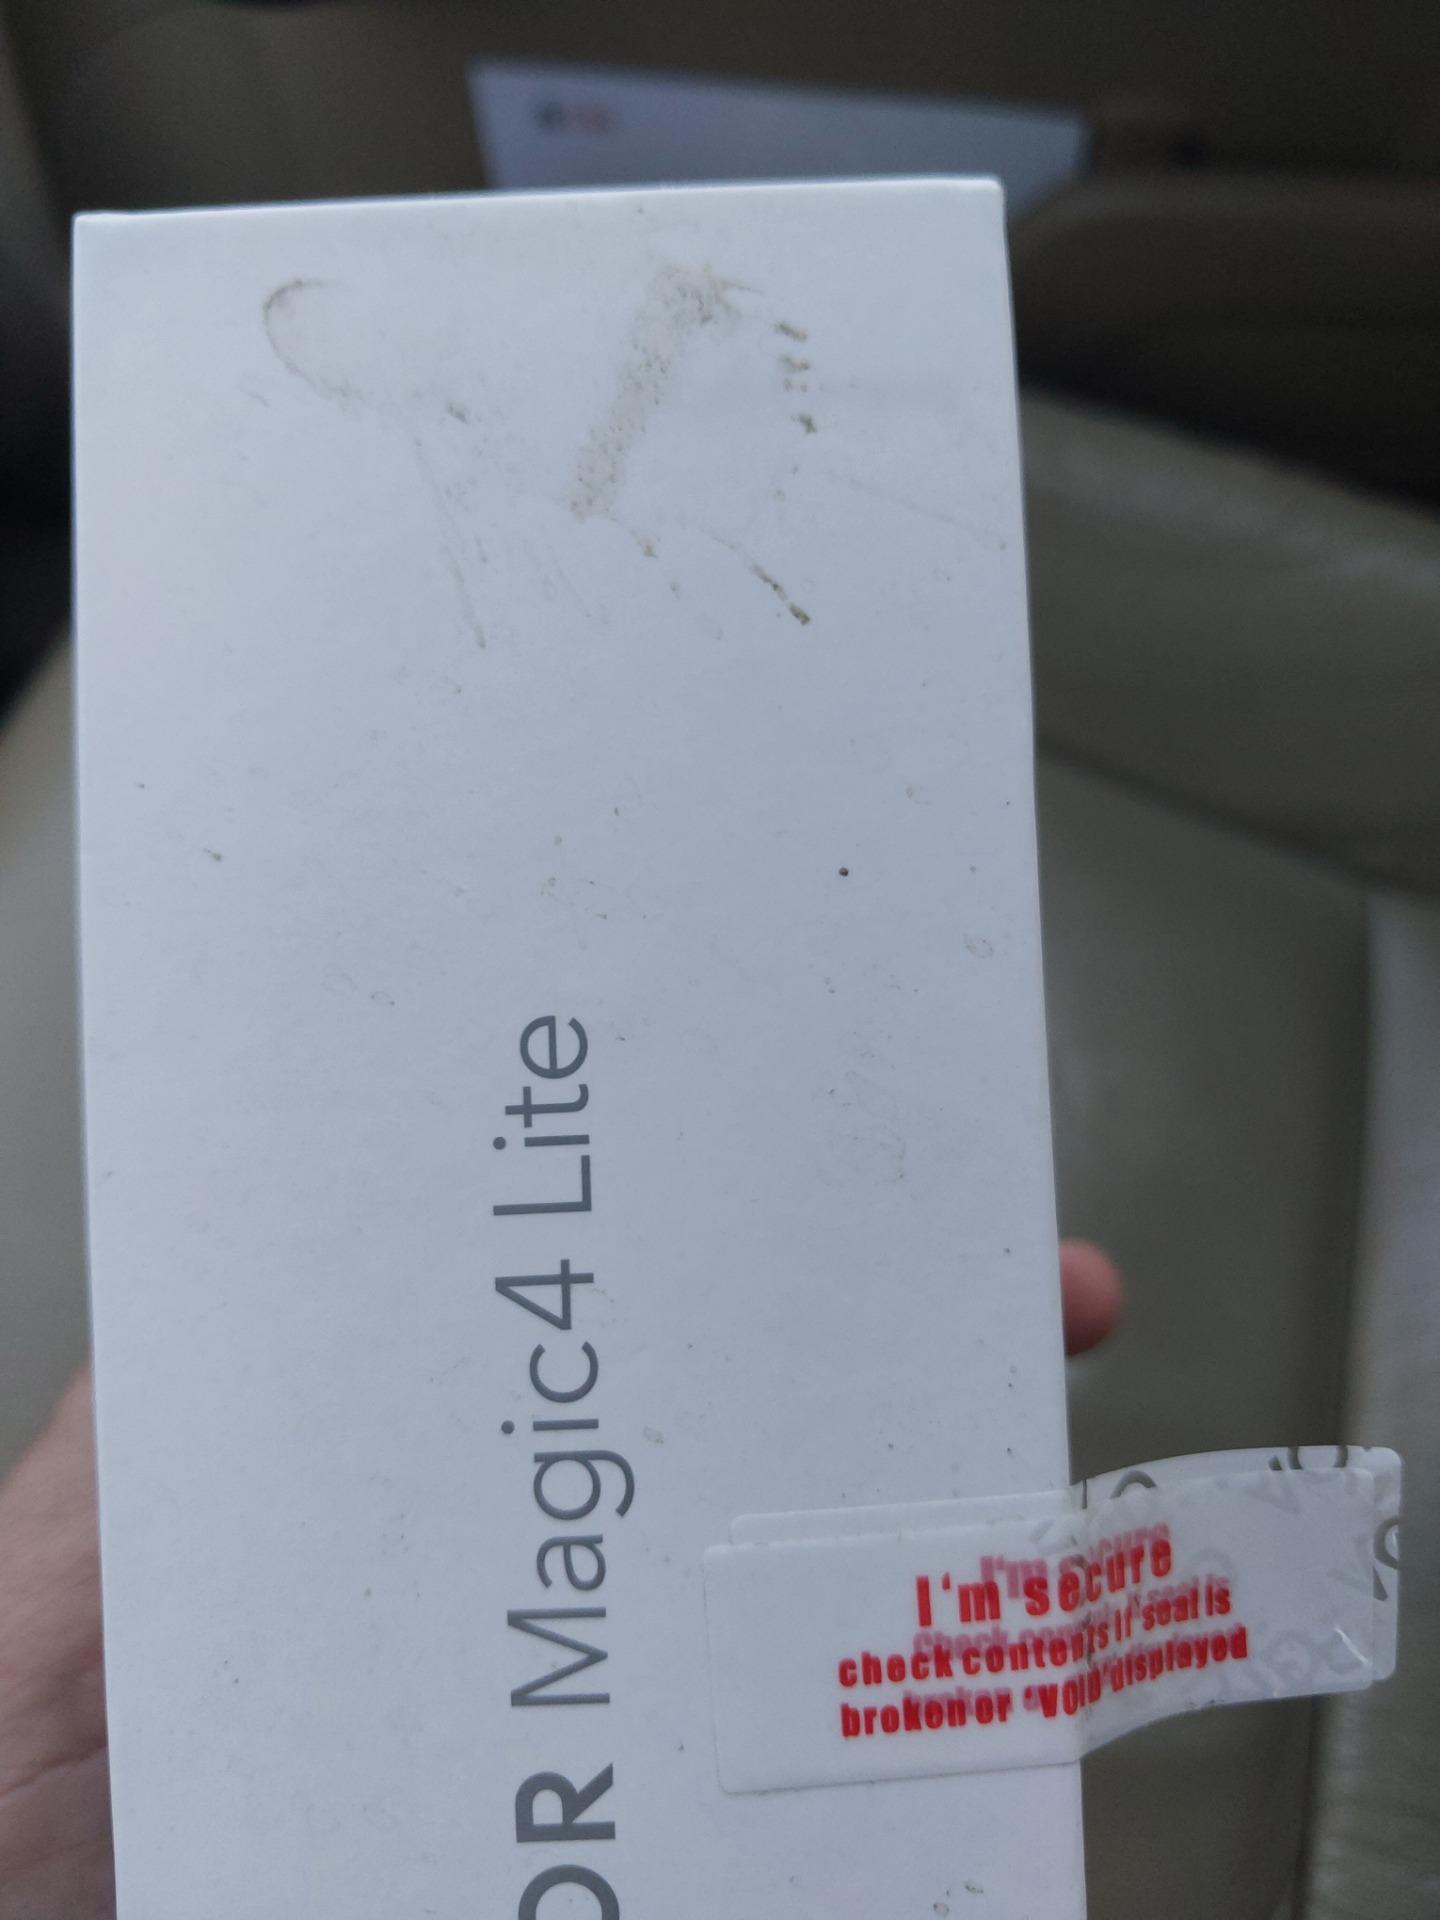 OR Magic4 Lite
I'm secure
check contents if seal is
broken or 'VOID' displayed